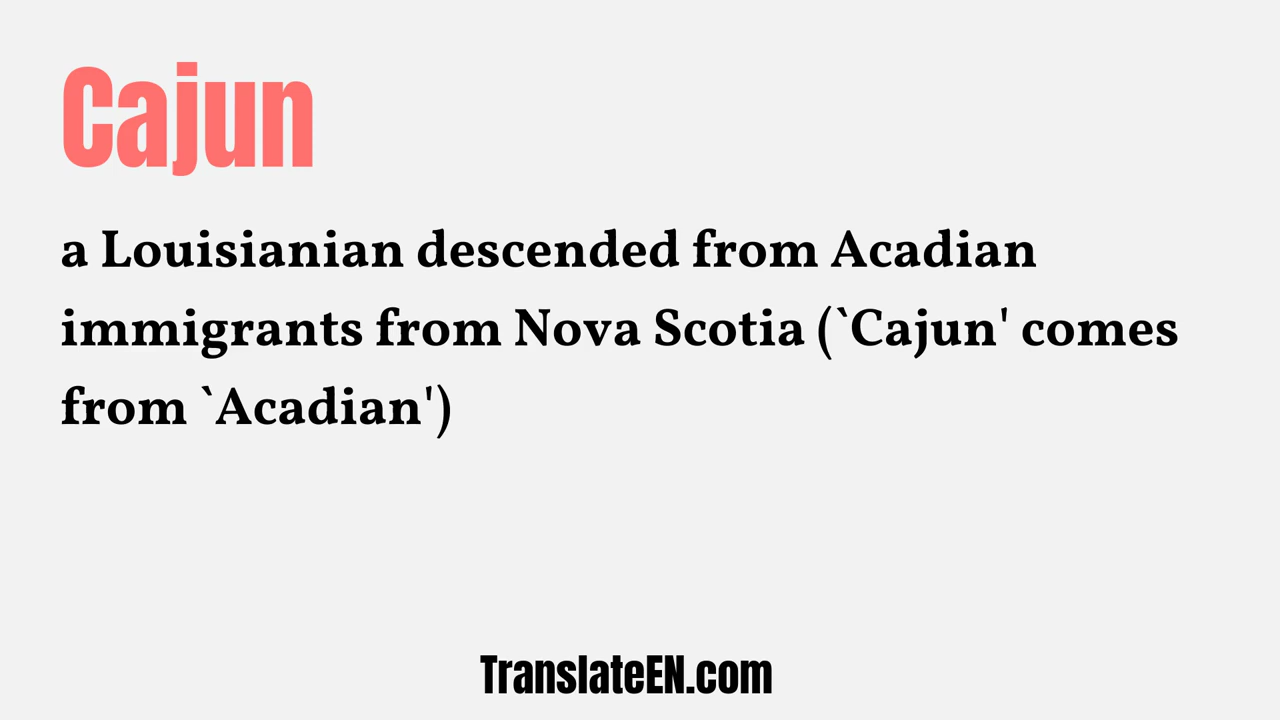 Cajun
a Louisianian descended from Acadian
immigrants from Nova Scotia (`Cajun' comes
from `Acadian')
TranslateEN.com